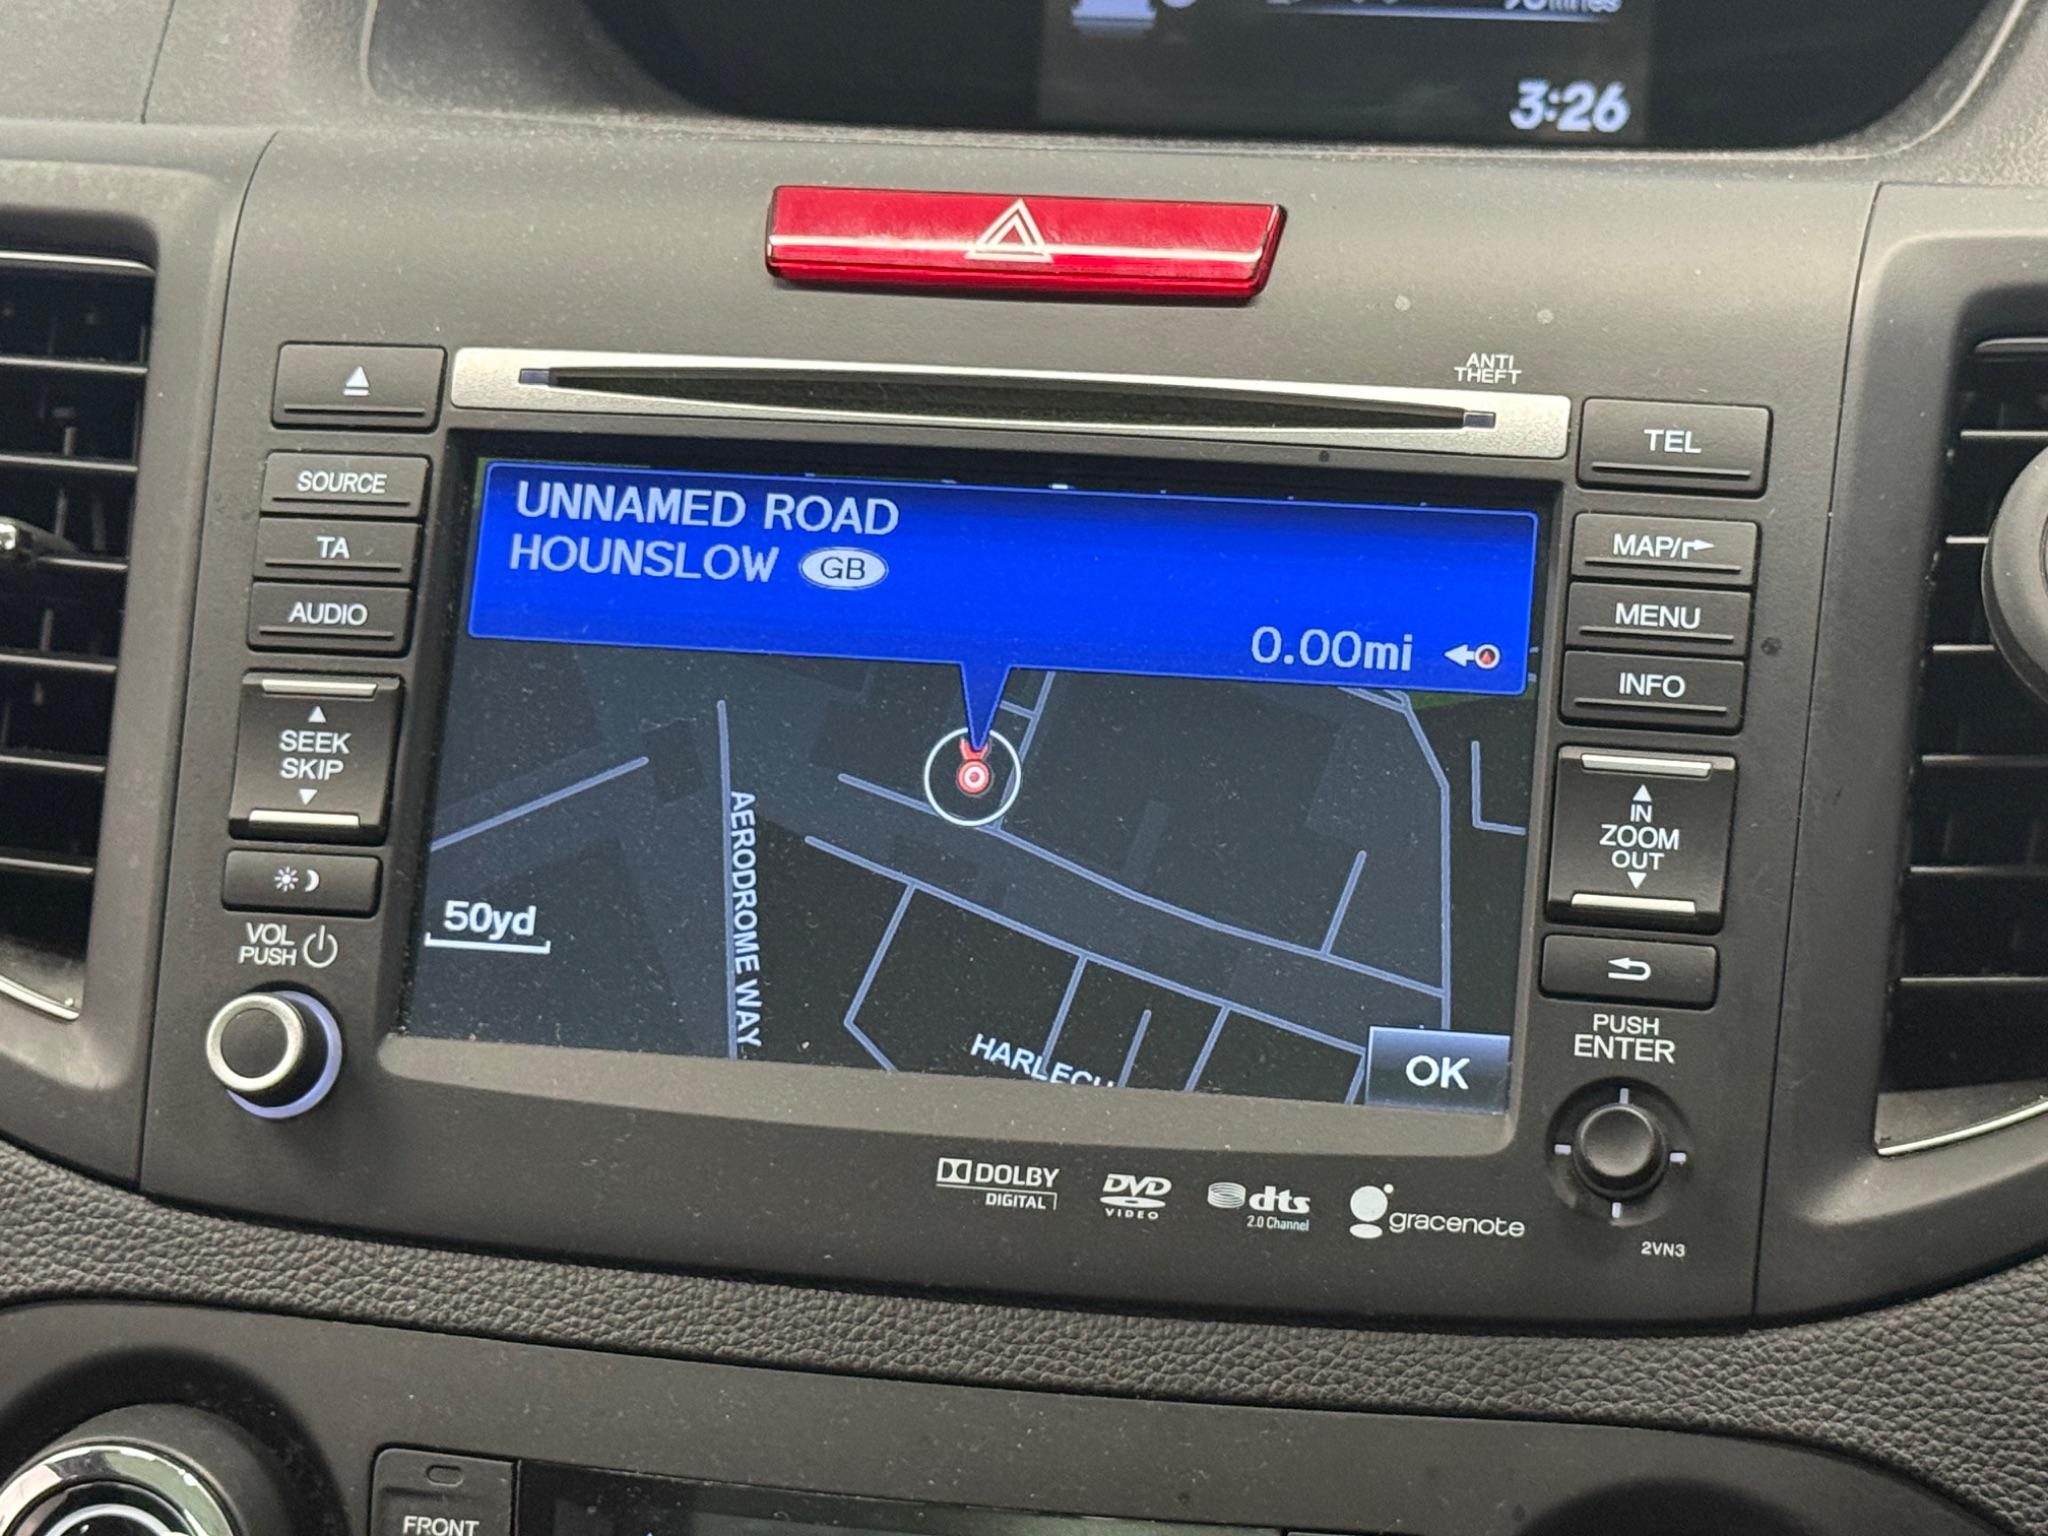 miles
3:26
ANTI
THEFT
TEL
SOURCE
TA
AUDIO
SEEK
SKIP
VOL
PUSH
UNNAMED ROAD
HOUNSLOW GB
0.00mi
AERODROME WAY
50yd
HARLECH
OK
MAP/
MENU
INFO
IN
ZOOM
OUT
PUSH
ENTER
DOLBY
DIGITAL
DVD
VIDEO
dts
2.0 Channel
gracenote
2VN3
FRONT